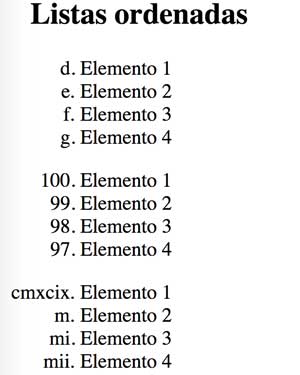 Listas ordenadas
d. Elemento 1
e. Elemento 2
f. Elemento 3
g. Elemento 4
100. Elemento 1
99. Elemento 2
98. Elemento 3
97. Elemento 4
cmxcix. Elemento 1
m. Elemento 2
mi. Elemento 3
mii. Elemento 4